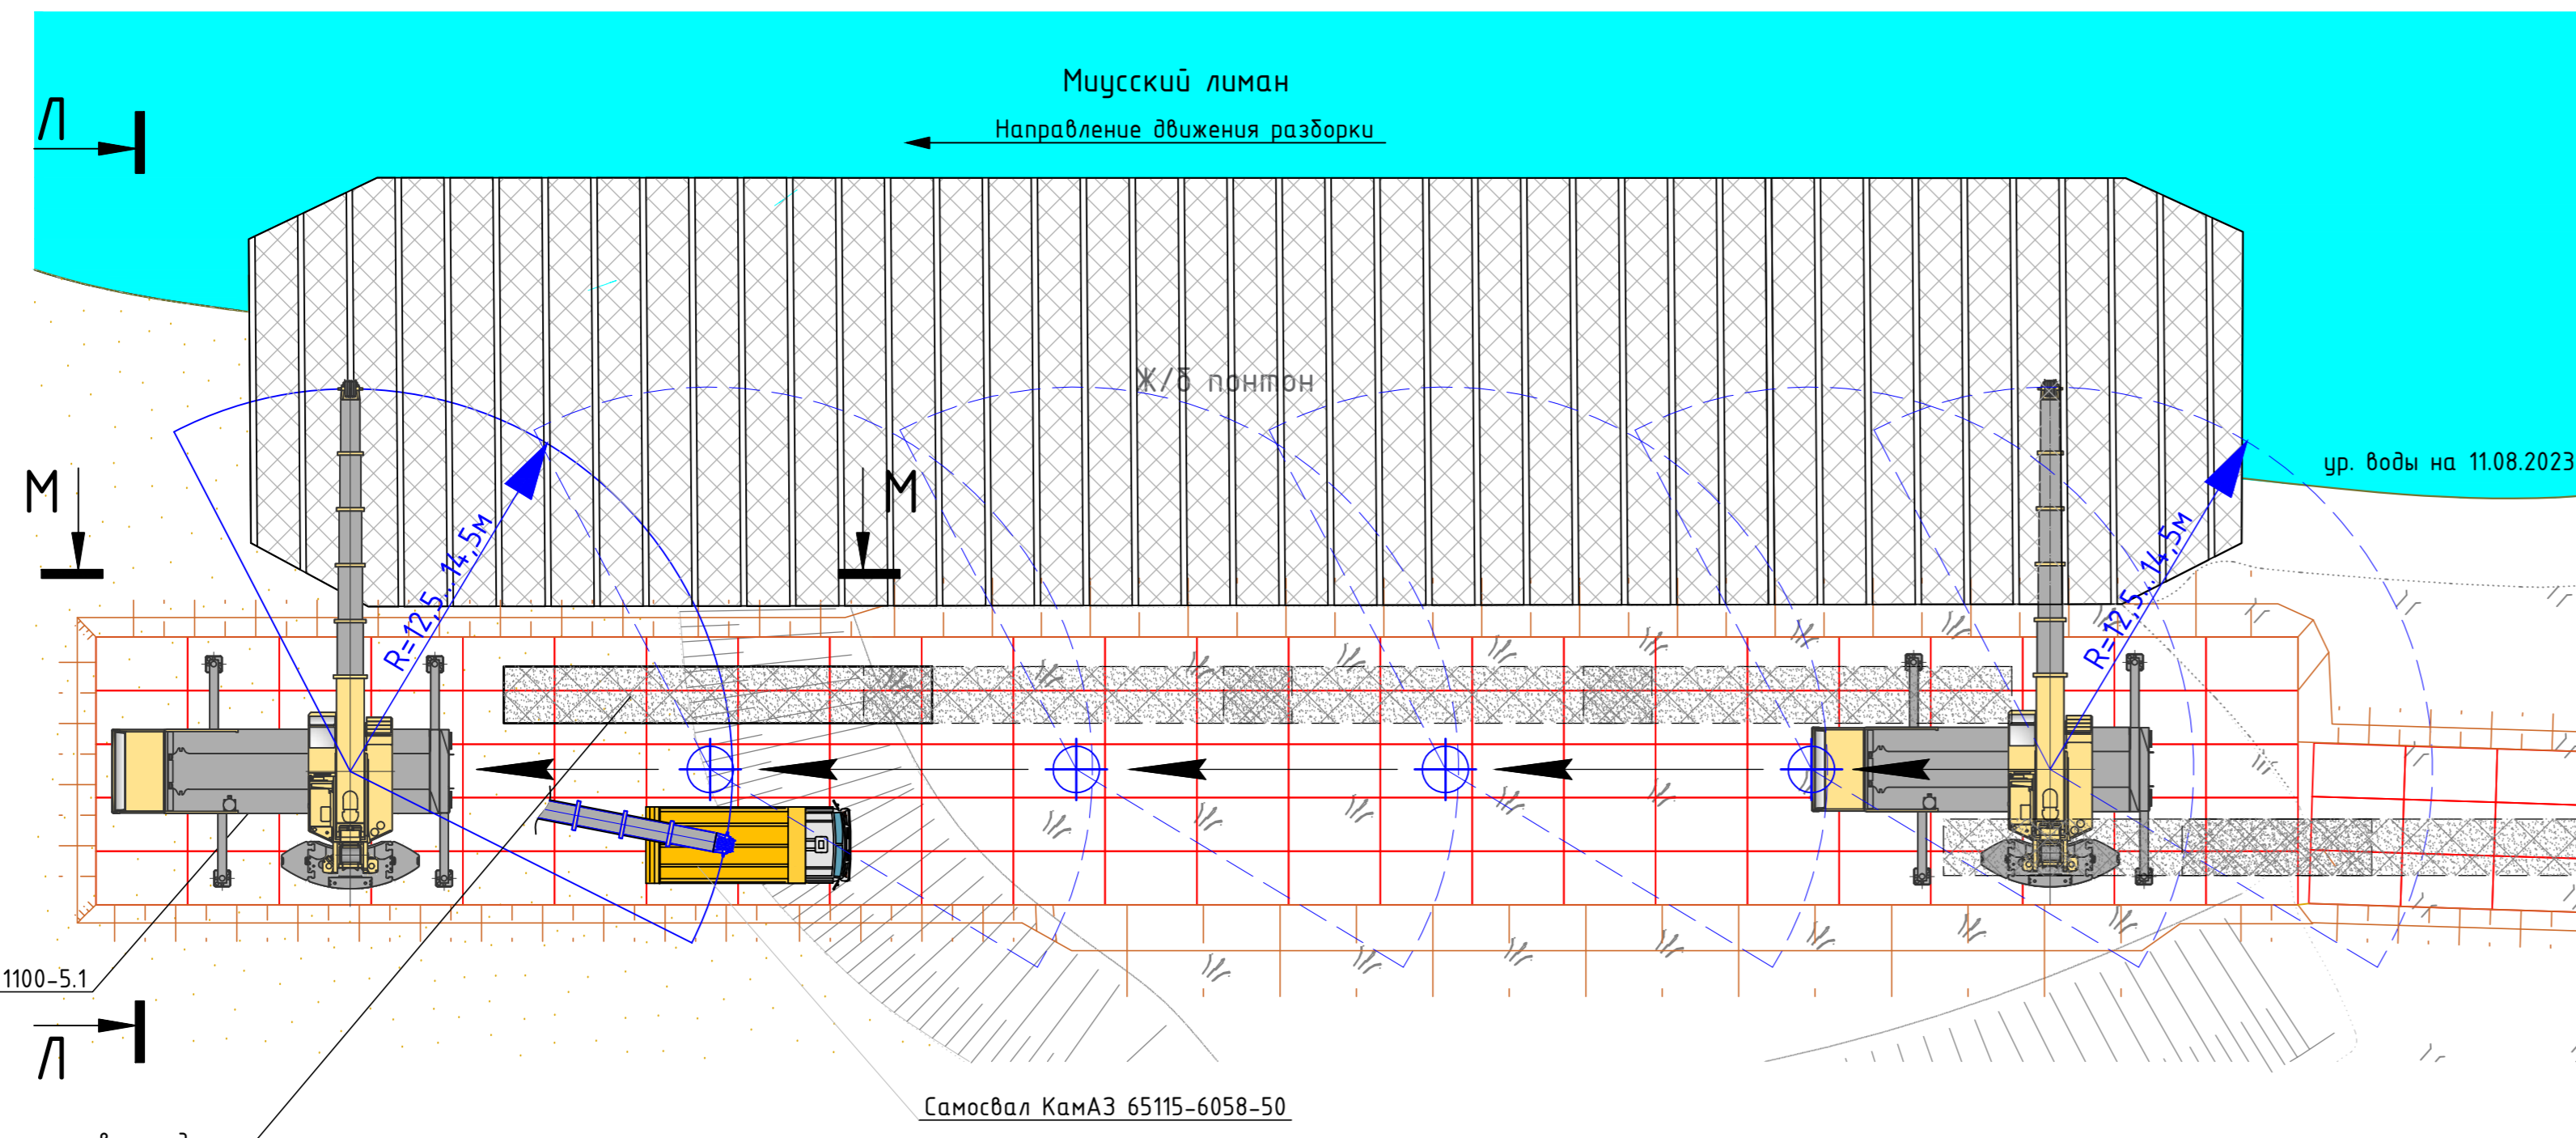 Миусский лиман
Направление движения разборки
Л
Ж/б понтон
ур. воды на 11.08.2023
М
М
R=12,5...14,5м
R=12,5...14,5м
1100-5.1
Л
Самосвал КамАЗ 65115-6058-50